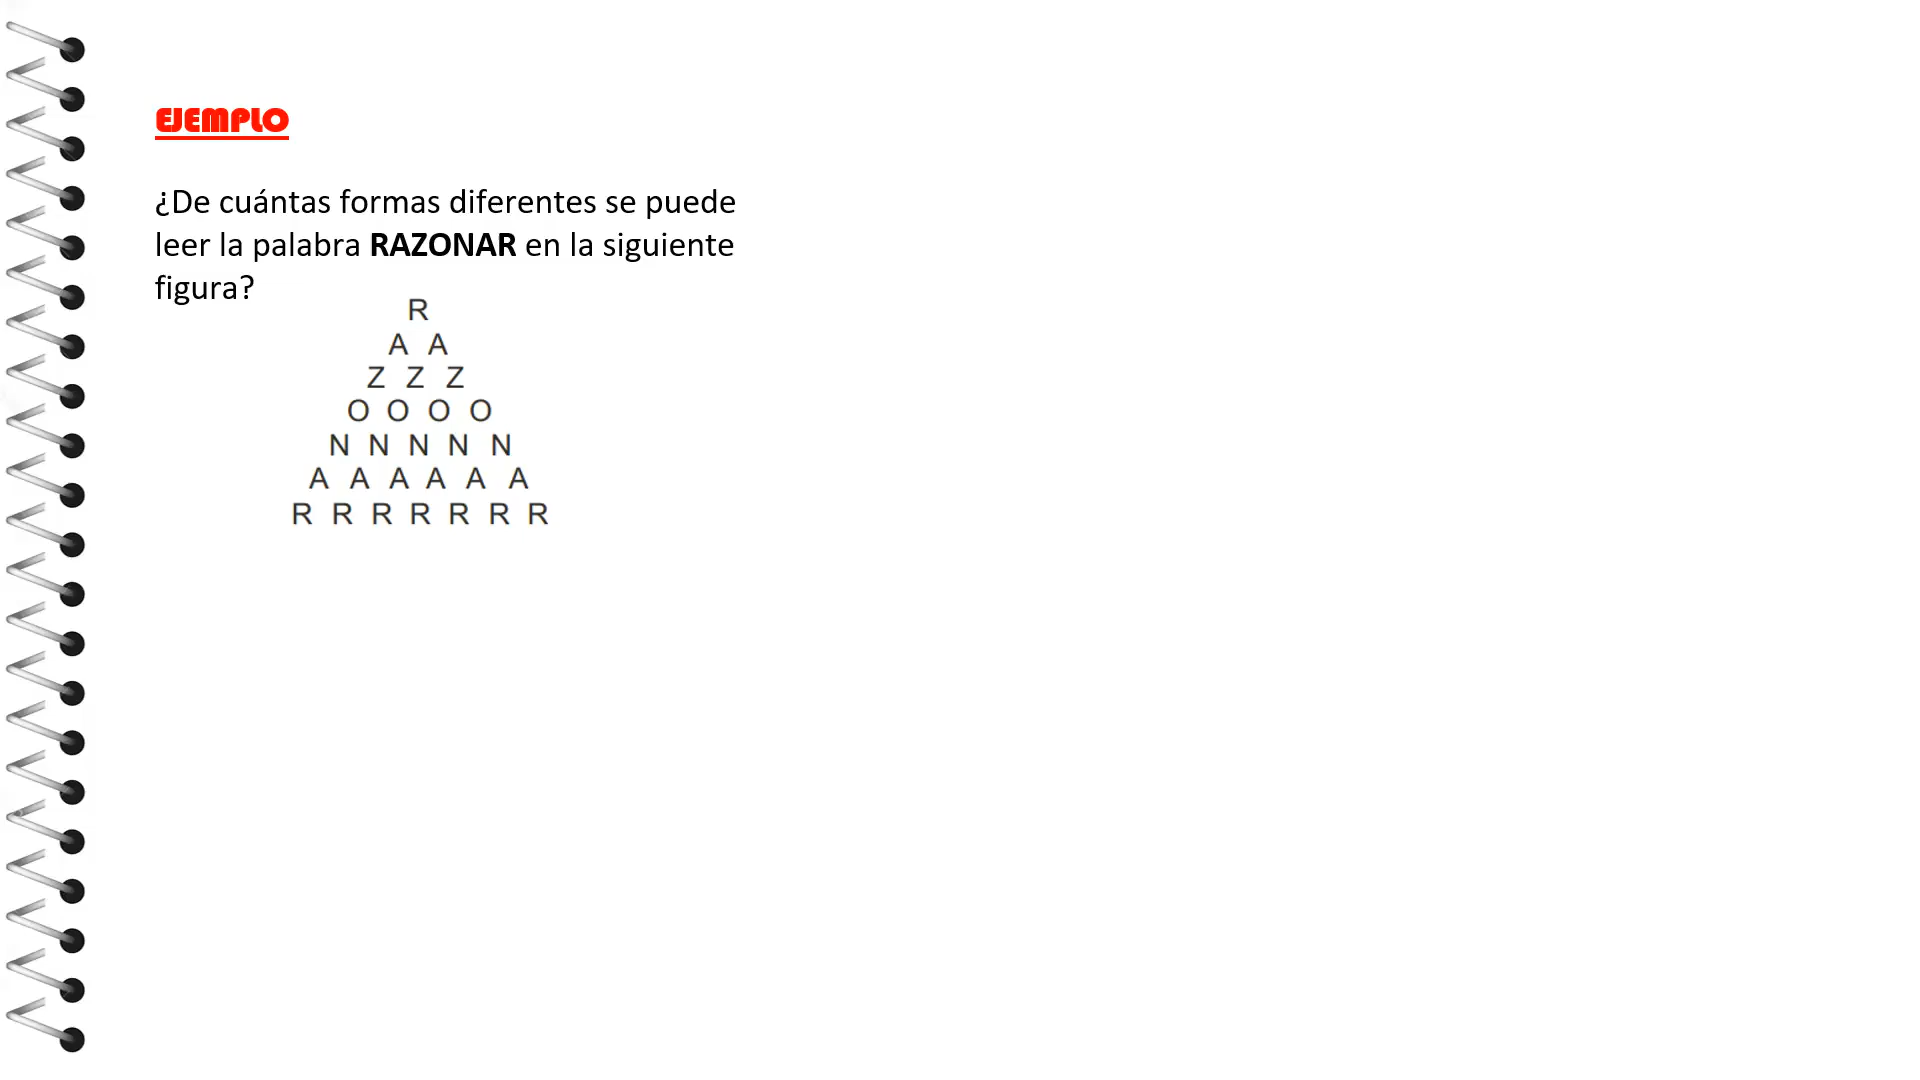 EJEMPLO
¿De cuántas formas diferentes se puede
leer la palabra RAZONAR en la siguiente
figura?
R
A A
Z Z Z
O O O O
N N N N N
A A A A A A
R R R R R R R